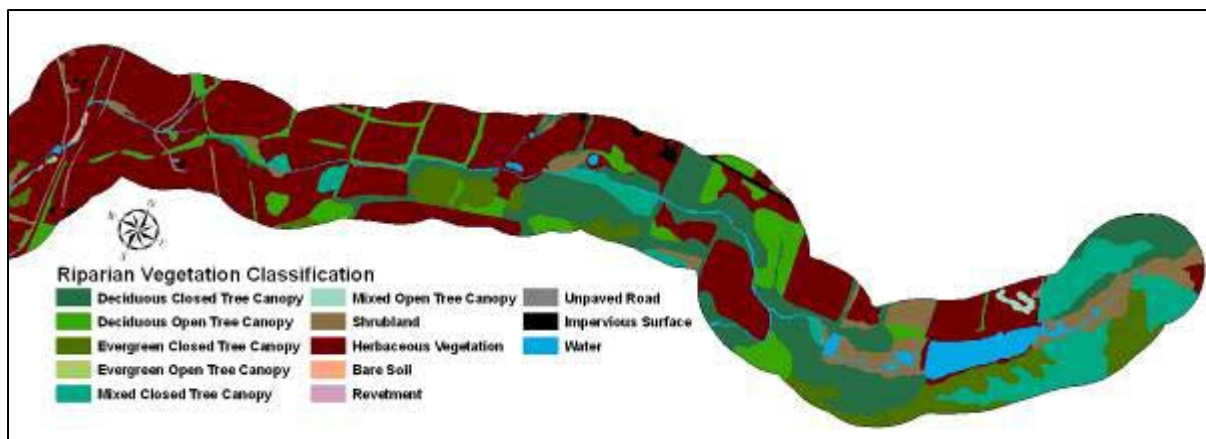 Riparian Vegetation Classification
Deciduous Closed Tree Canopy
Deciduous Open Tree Canopy
Evergreen Closed Tree Canopy
Evergreen Open Tree Canopy
Mixed Closed Tree Canopy
Mixed Open Tree Canopy
Shrubland
Herbaceous Vegetation
Bare Soil
Revetment
Unpaved Road
Impervious Surface
Water